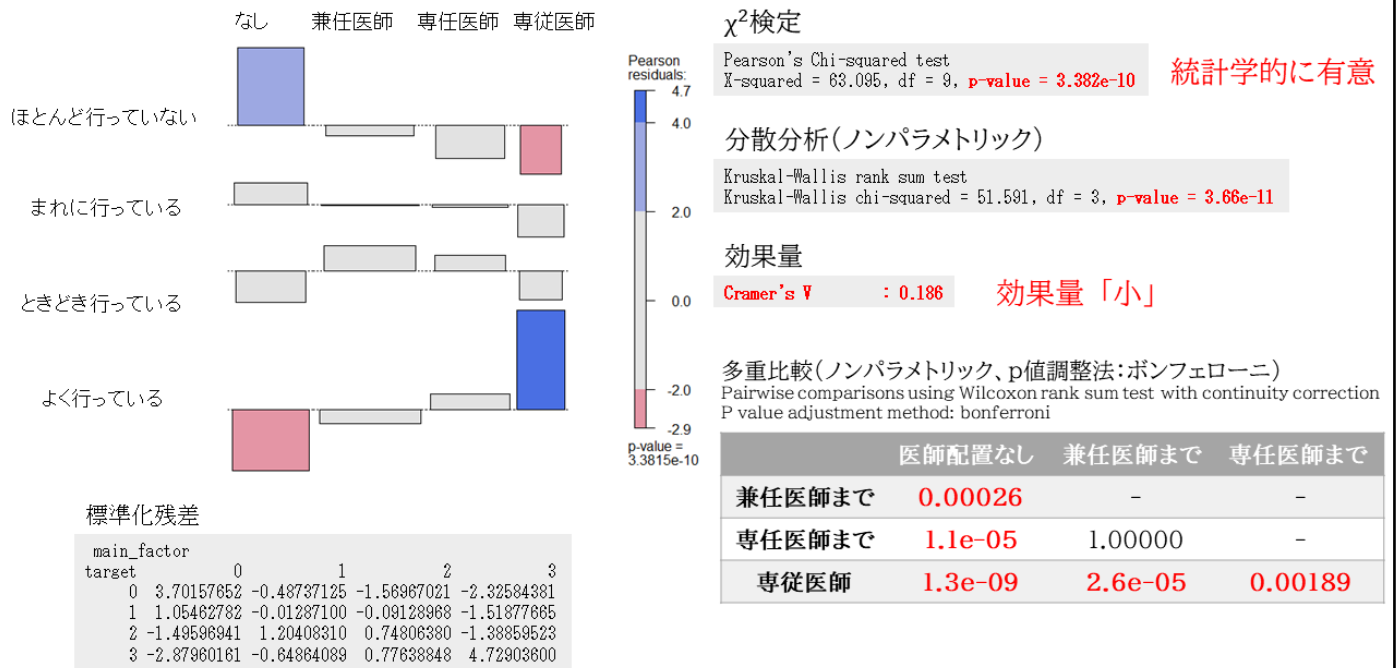 なし 兼任医師 専任医師 専従医師
ほとんど行っていない
まれに行っている
ときどき行っている
よく行っている
Pearson
residuals:
4.7
4.0
2.0
0.0
-2.0
-2.9
p-value =
3.3815e-10
標準化残差
main_factor
target 0 1 2 3
0 3.70157652 -0.48737125 -1.56967021 -2.32584381
1 1.05462782 -0.01287100 -0.09128968 -1.51877665
2 -1.49596941 1.20408310 0.74806380 -1.38859523
3 -2.87960161 -0.64864089 0.77638848 4.72903600
χ²検定
Pearson's Chi-squared test
X-squared = 63.095, df = 9, p-value = 3.382e-10
統計学的に有意
分散分析(ノンパラメトリック)
Kruskal-Wallis rank sum test
Kruskal-Wallis chi-squared = 51.591, df = 3, p-value = 3.66e-11
効果量
Cramer's V : 0.186
効果量「小」
多重比較(ノンパラメトリック、p値調整法:ボンフェローニ)
Pairwise comparisons using Wilcoxon rank sum test with continuity correction
P value adjustment method: bonferroni
医師配置なし 兼任医師まで 専任医師まで
兼任医師まで 0.00026 - -
専任医師まで 1.1e-05 1.00000 -
専従医師 1.3e-09 2.6e-05 0.00189